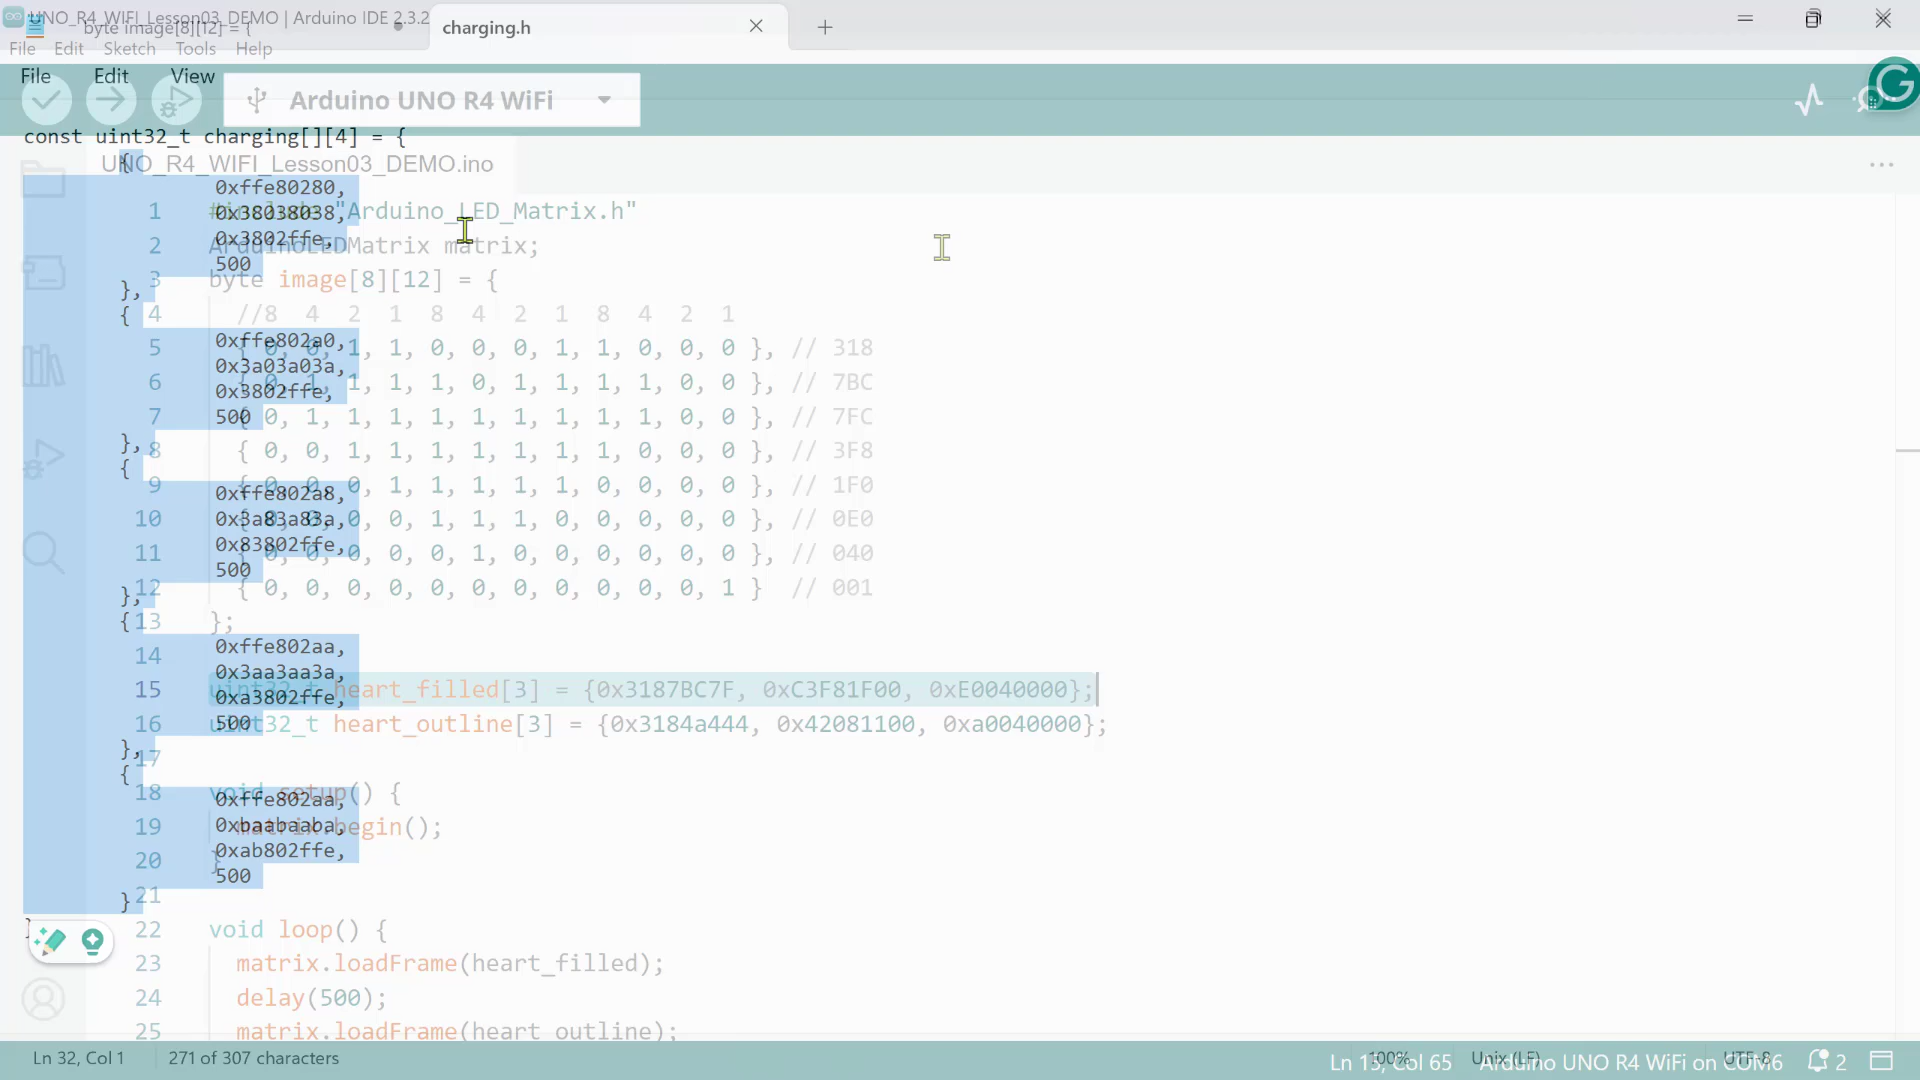 UNO_R4_WIFI_Lesson03_DEMO | Arduino IDE 2.3.2
byte image[8][12] = {
charging.h
File Edit Sketch Tools Help
File Edit View
Arduino UNO R4 WiFi
const uint32_t charging[][4] = {
{
0xffe80280,
0x38038038,
0x3802ffe,
500
},
{
0xffe802a0,
0x3a03a03a,
0x3802ffe,
500
},
{
0xffe802a8,
0x3a83a83a,
0x83802ffe,
500
},
{
0xffe802aa,
0x3aa3aa3a,
0xa3802ffe,
500
},
{
0xffe802aa,
0xbaabaaba,
0xab802ffe,
500
}
UNO_R4_WIFI_Lesson03_DEMO.ino
1 #include "Arduino_LED_Matrix.h"
2 ArduinoLEDMatrix matrix;
3 byte image[8][12] = {
4 //8 4 2 1 8 4 2 1 8 4 2 1
5 { 0, 0, 1, 1, 0, 0, 0, 1, 1, 0, 0, 0 }, // 318
6 { 0, 1, 1, 1, 1, 0, 1, 1, 1, 1, 0, 0 }, // 7BC
7 { 0, 1, 1, 1, 1, 1, 1, 1, 1, 1, 0, 0 }, // 7FC
8 { 0, 0, 1, 1, 1, 1, 1, 1, 1, 0, 0, 0 }, // 3F8
9 { 0, 0, 0, 1, 1, 1, 1, 1, 0, 0, 0, 0 }, // 1F0
10 { 0, 0, 0, 0, 1, 1, 1, 0, 0, 0, 0, 0 }, // 0E0
11 { 0, 0, 0, 0, 0, 1, 0, 0, 0, 0, 0, 0 }, // 040
12 { 0, 0, 0, 0, 0, 0, 0, 0, 0, 0, 0, 1 } // 001
13 };
14
15 uint32_t heart_filled[3] = {0x3187BC7F, 0xC3F81F00, 0xE0040000};
16 uint32_t heart_outline[3] = {0x3184a444, 0x42081100, 0xa0040000};
17
18 void setup() {
19 matrix.begin();
20 }
21
22 void loop() {
23 matrix.loadFrame(heart_filled);
24 delay(500);
25 matrix.loadFrame(heart_outline);
Ln 32, Col 1 271 of 307 characters 100% Unix (LF) UTF-8
Ln 15, Col 65 Arduino UNO R4 WiFi on COM6 2